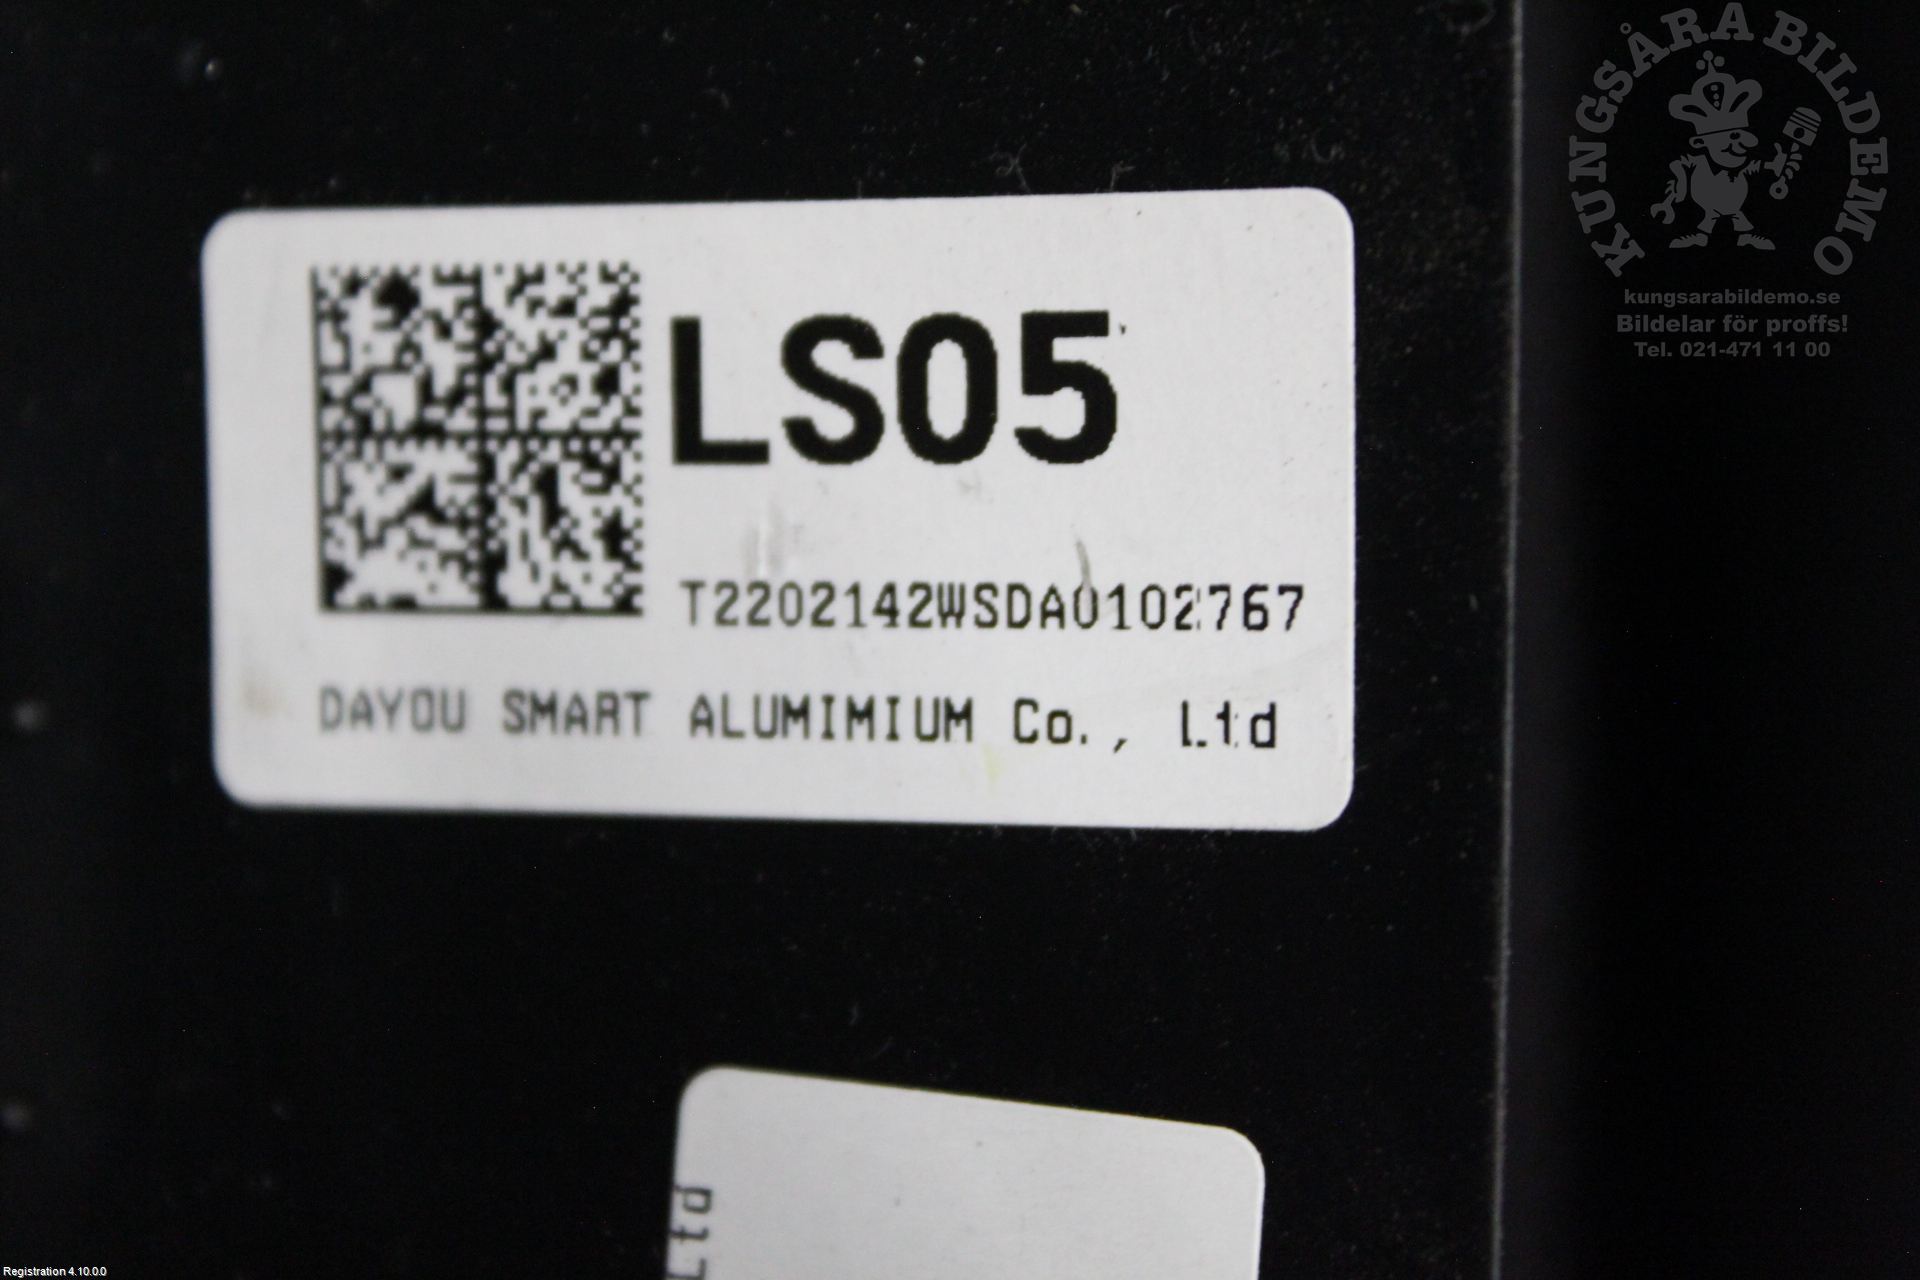 KUNGSÅRA BILDEMO
kungsarabildemo.se
Bildelar för proffs!
Tel. 021-471 11 00
LS05
T2202142WSDA0102767
DAYOU SMART ALUMIMIUM Co., Ltd
Ltd
Registration 4.10.0.0